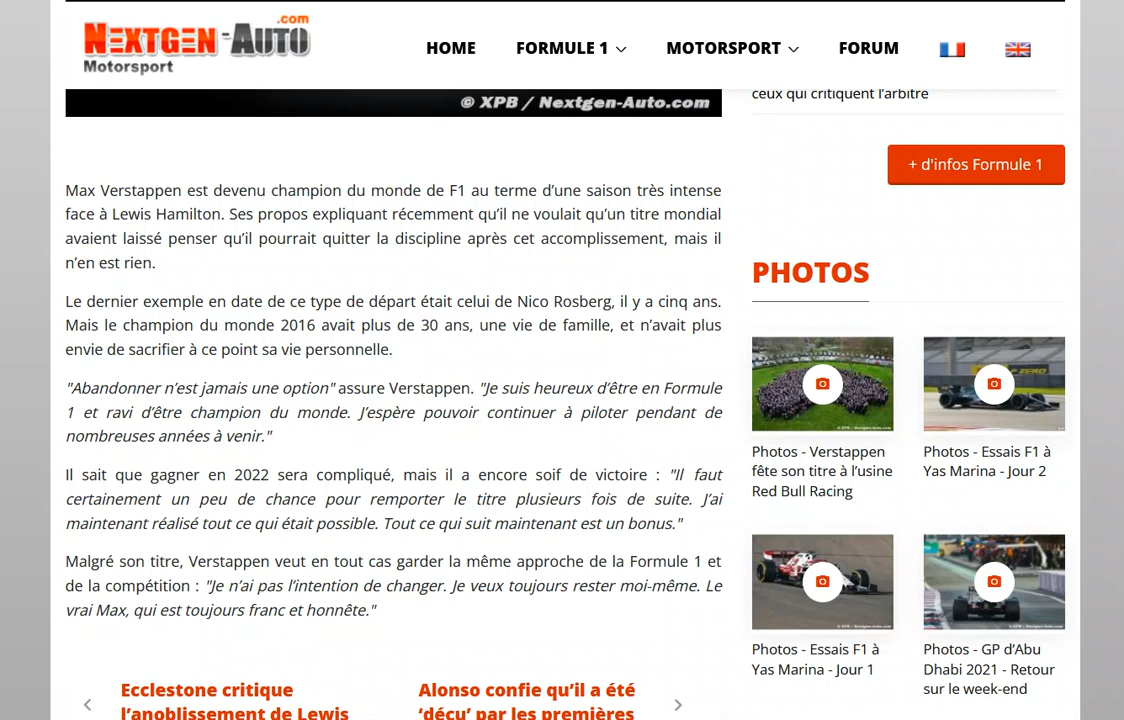 NEXTGEN-AUTO
.com
Motorsport
HOME
FORMULE 1
MOTORSPORT
FORUM
© XPB / Nextgen-Auto.com
Max Verstappen est devenu champion du monde de F1 au terme d’une saison très intense
face à Lewis Hamilton. Ses propos expliquant récemment qu’il ne voulait qu’un titre mondial
avaient laissé penser qu’il pourrait quitter la discipline après cet accomplissement, mais il
n’en est rien.
Le dernier exemple en date de ce type de départ était celui de Nico Rosberg, il y a cinq ans.
Mais le champion du monde 2016 avait plus de 30 ans, une vie de famille, et n’avait plus
envie de sacrifier à ce point sa vie personnelle.
"Abandonner n’est jamais une option" assure Verstappen. "Je suis heureux d’être en Formule
1 et ravi d’être champion du monde. J’espère pouvoir continuer à piloter pendant de
nombreuses années à venir."
Il sait que gagner en 2022 sera compliqué, mais il a encore soif de victoire : "Il faut
certainement un peu de chance pour remporter le titre plusieurs fois de suite. J’ai
maintenant réalisé tout ce qui était possible. Tout ce qui suit maintenant est un bonus."
Malgré son titre, Verstappen veut en tout cas garder la même approche de la Formule 1 et
de la compétition : "Je n’ai pas l’intention de changer. Je veux toujours rester moi-même. Le
vrai Max, qui est toujours franc et honnête."
Ecclestone critique
l’anoblissement de Lewis
Alonso confie qu’il a été
‘déçu’ par les premières
ceux qui critiquent l’arbitre
+ d'infos Formule 1
PHOTOS
Photos - Verstappen
fête son titre à l’usine
Red Bull Racing
Photos - Essais F1 à
Yas Marina - Jour 2
Photos - Essais F1 à
Yas Marina - Jour 1
Photos - GP d’Abu
Dhabi 2021 - Retour
sur le week-end